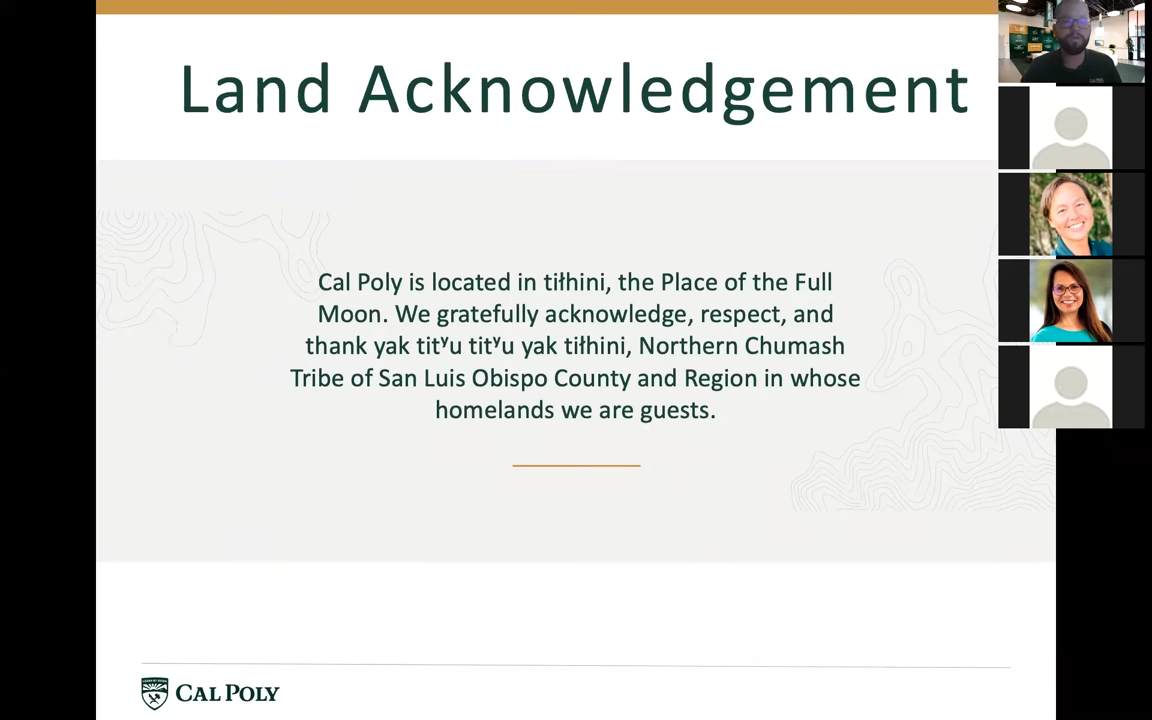 Land Acknowledgement
Cal Poly is located in tiłhini, the Place of the Full
Moon. We gratefully acknowledge, respect, and
thank yak titʸu titʸu yak tiłhini, Northern Chumash
Tribe of San Luis Obispo County and Region in whose
homelands we are guests.
CAL POLY